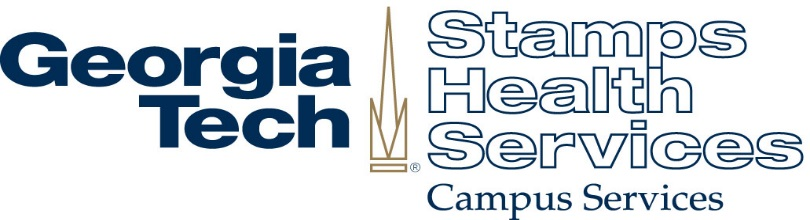 Georgia
Tech
®
Stamps
Health
Services
Campus Services